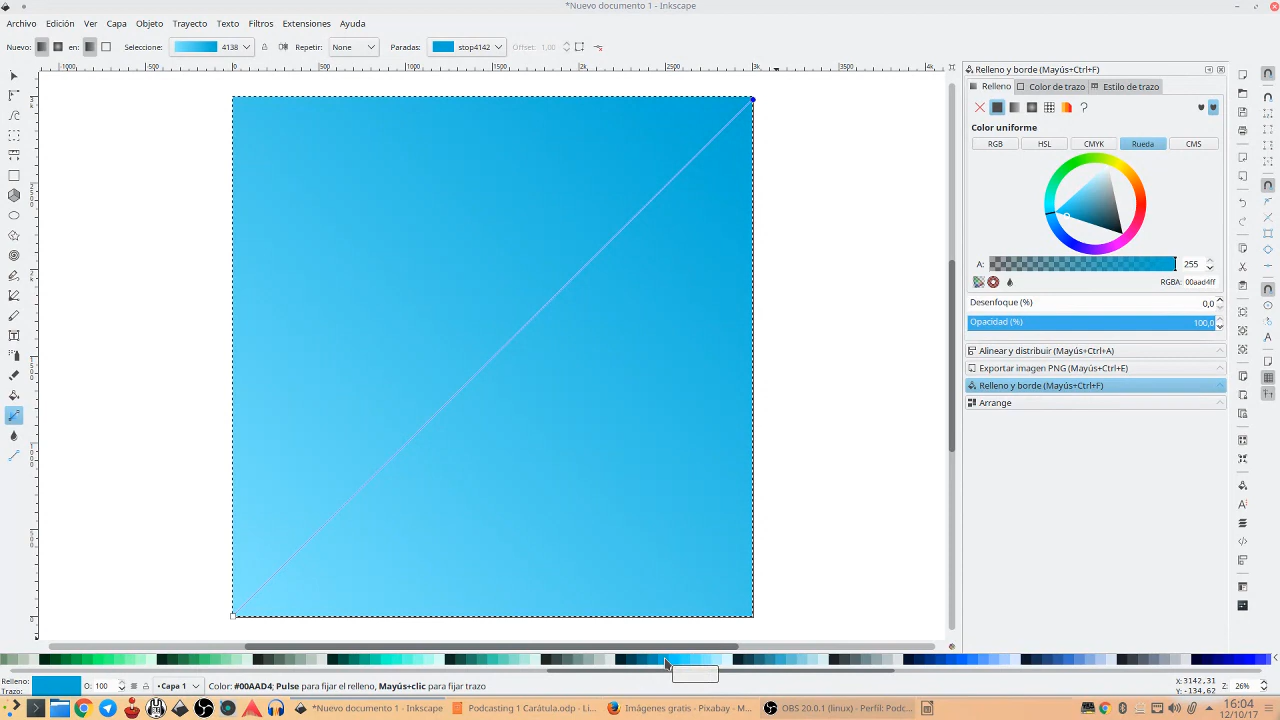 *Nuevo documento 1 - Inkscape
Archivo Edición Ver Capa Objeto Trayecto Texto Filtros Extensiones Ayuda
Nuevo: en: Seleccione: 4138 Repetir: None Paradas: stop4142 Offset: 1,00
Relleno y borde (Mayús+Ctrl+F)
Relleno Color de trazo Estilo de trazo
Color uniforme
RGB HSL CMYK Rueda CMS
A: 255
RGBA: 00aad4ff
Desenfoque (%) 0,0
Opacidad (%) 100,0
Alinear y distribuir (Mayús+Ctrl+A)
Exportar imagen PNG (Mayús+Ctrl+E)
Relleno y borde (Mayús+Ctrl+F)
Arrange
Relleno:
Trazo:
O: 100
Capa 1
Color: #00AAD4; Pulse para fijar el relleno, Mayús+clic para fijar trazo
X:3142,31
Y:-134,62
Z: 26%
*Nuevo documento 1 - Inkscape
Podcasting 1 Carátula.odp - Li...
Imágenes gratis - Pixabay - M...
OBS 20.0.1 (linux) - Perfil: Podc...
16:04
12/10/17